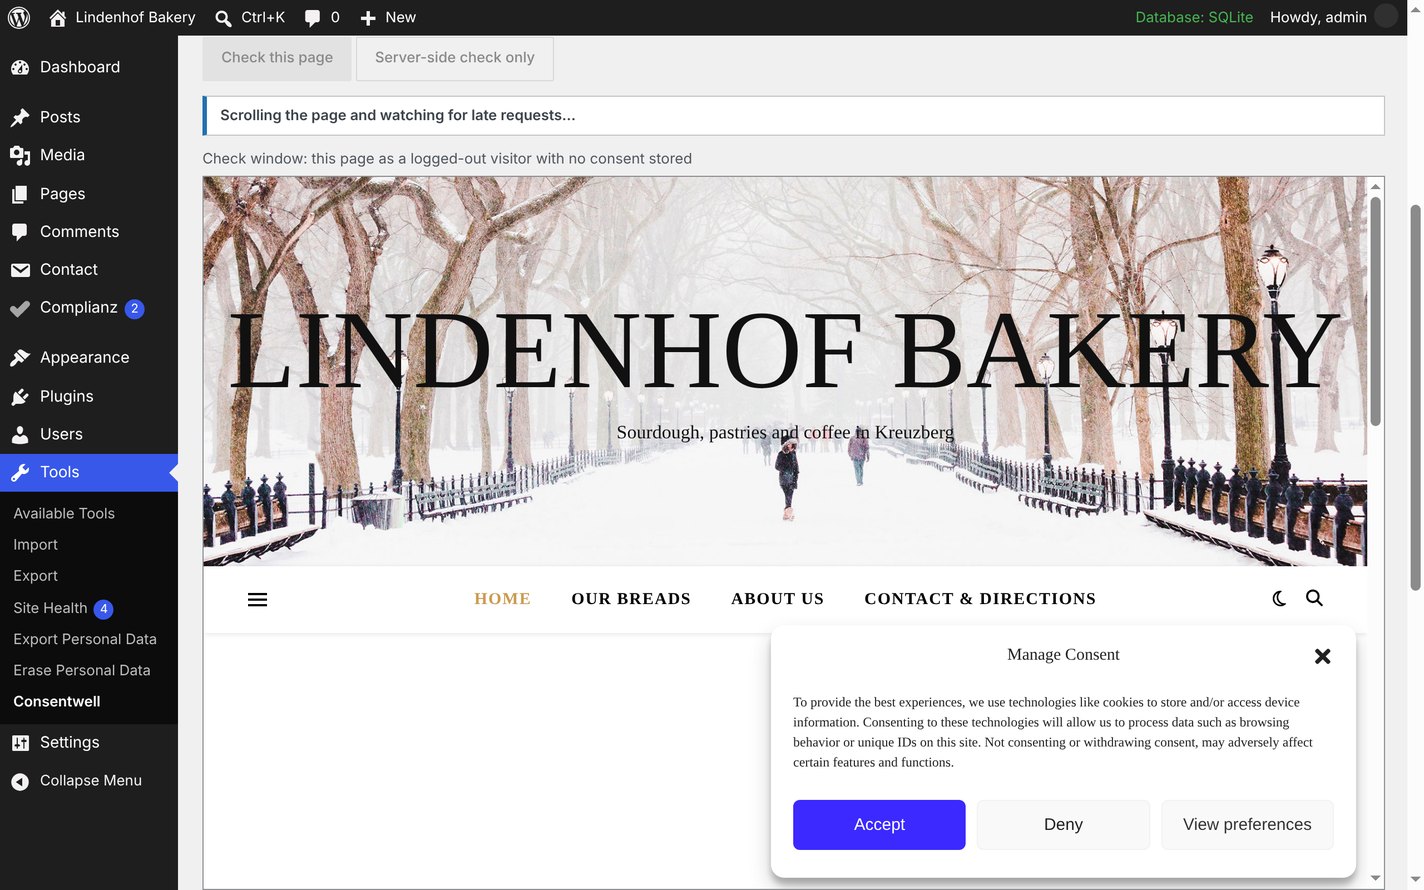 Lindenhof Bakery
Ctrl+K
0
New
Database: SQLite
Howdy, admin
Dashboard
Posts
Media
Pages
Comments
Contact
Complianz 2
Appearance
Plugins
Users
Tools
Available Tools
Import
Export
Site Health 4
Export Personal Data
Erase Personal Data
Consentwell
Settings
Collapse Menu
Check this page
Server-side check only
Scrolling the page and watching for late requests...
Check window: this page as a logged-out visitor with no consent stored
LINDENHOF BAKERY
Sourdough, pastries and coffee in Kreuzberg
HOME
OUR BREADS
ABOUT US
CONTACT & DIRECTIONS
Manage Consent
To provide the best experiences, we use technologies like cookies to store and/or access device
information. Consenting to these technologies will allow us to process data such as browsing
behavior or unique IDs on this site. Not consenting or withdrawing consent, may adversely affect
certain features and functions.
Accept
Deny
View preferences